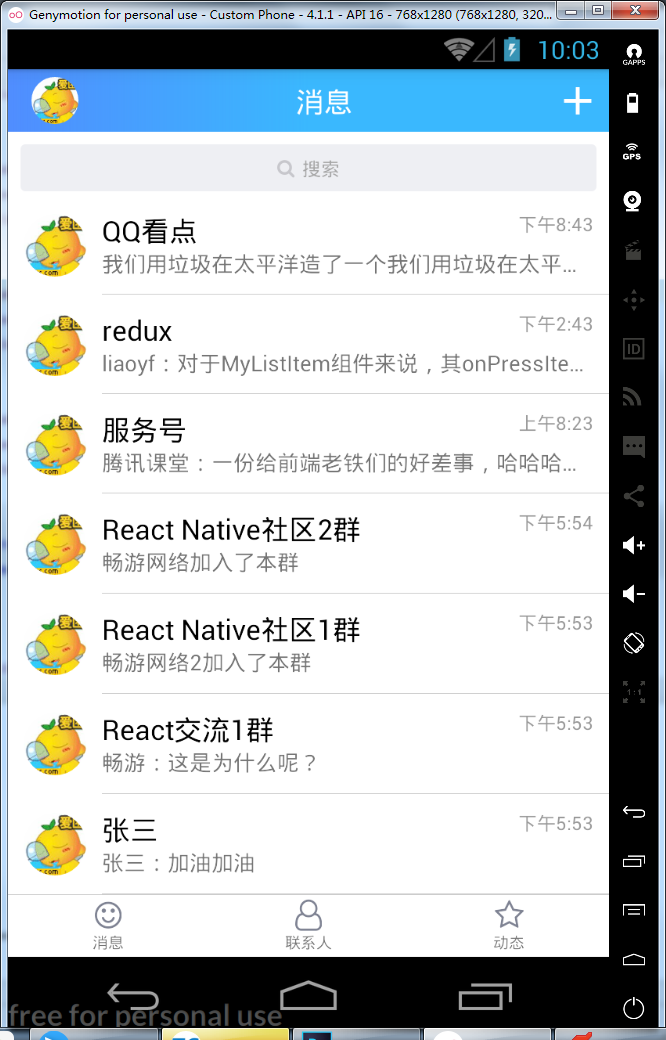 Genymotion for personal use - Custom Phone - 4.1.1 - API 16 - 768x1280 (768x1280, 320...
10:03
GAPPS
消息
搜索
GPS
QQ看点
下午8:43
我们用垃圾在太平洋造了一个我们用垃圾在太平...
redux
下午2:43
liaoyf：对于MyListItem组件来说，其onPressIte...
ID
服务号
上午8:23
腾讯课堂：一份给前端老铁们的好差事，哈哈哈...
React Native社区2群
下午5:54
畅游网络加入了本群
React Native社区1群
下午5:53
畅游网络2加入了本群
1:1
React交流1群
下午5:53
畅游：这是为什么呢？
张三
下午5:53
张三：加油加油
消息
联系人
动态
free for personal use